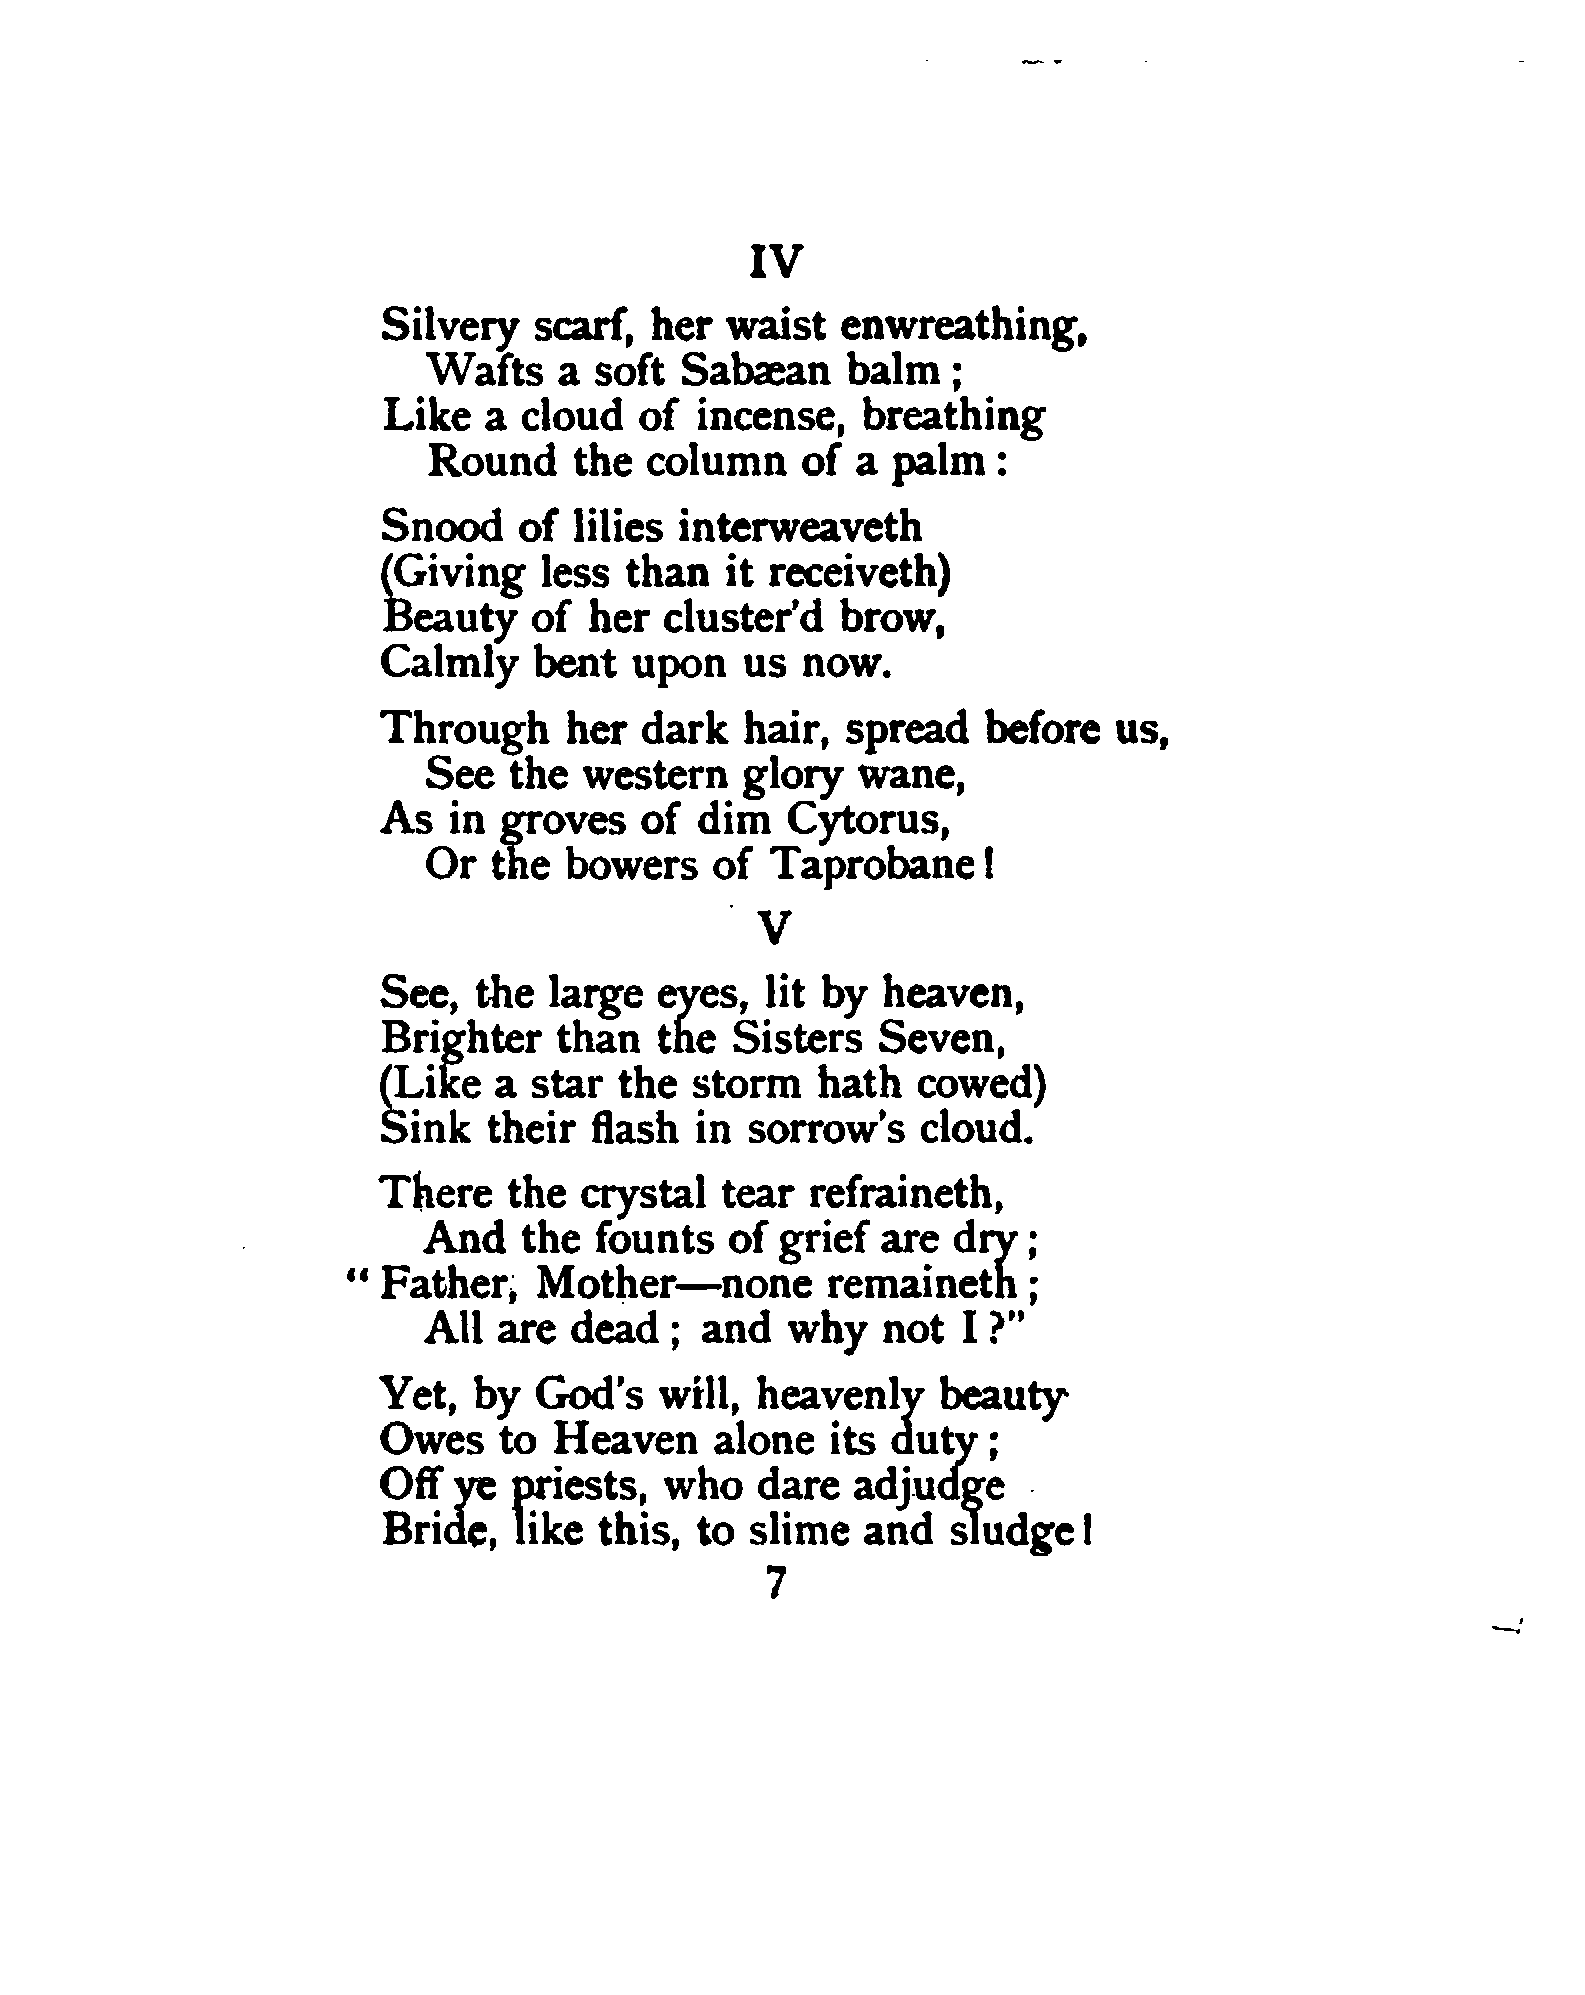 IV
Silvery scarf, her waist enwreathing,
Wafts a soft Sabæan balm ;
Like a cloud of incense, breathing
Round the column of a palm :
Snood of lilies interweaveth
(Giving less than it receiveth)
Beauty of her cluster'd brow,
Calmly bent upon us now.
Through her dark hair, spread before us,
See the western glory wane,
As in groves of dim Cytorus,
Or the bowers of Taprobane !
V
See, the large eyes, lit by heaven,
Brighter than the Sisters Seven,
(Like a star the storm hath cowed)
Sink their flash in sorrow's cloud.
There the crystal tear refraineth,
And the founts of grief are dry ;
“ Father, Mother—none remaineth ;
All are dead ; and why not I ?”
Yet, by God's will, heavenly beauty
Owes to Heaven alone its duty ;
Off ye priests, who dare adjudge
Bride, like this, to slime and sludge !
7